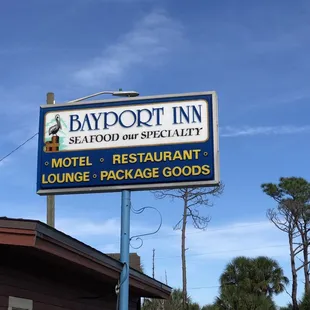 BAYPORT INN
SEAFOOD our SPECIALTY
• MOTEL • RESTAURANT
LOUNGE • PACKAGE GOODS